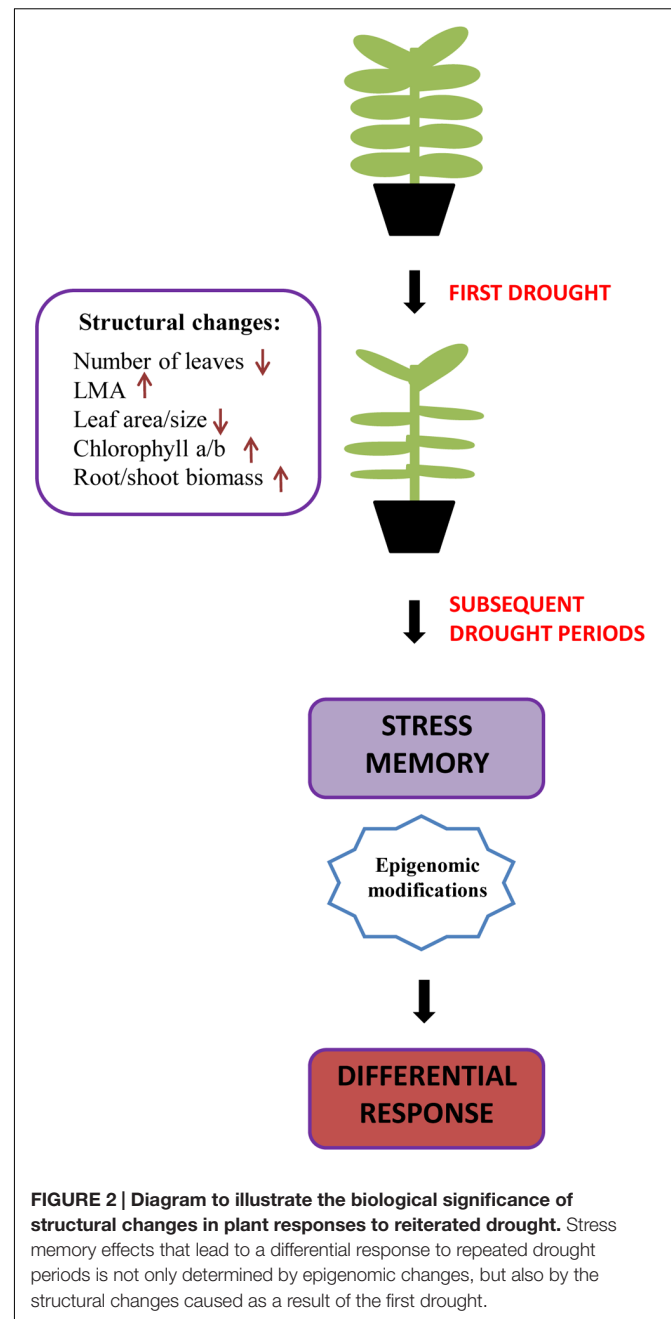 FIRST DROUGHT
Structural changes:
Number of leaves ↓
LMA ↑
Leaf area/size ↓
Chlorophyll a/b ↑
Root/shoot biomass ↑
SUBSEQUENT
DROUGHT PERIODS
STRESS
MEMORY
Epigenomic
modifications
DIFFERENTIAL
RESPONSE
FIGURE 2 | Diagram to illustrate the biological significance of
structural changes in plant responses to reiterated drought. Stress
memory effects that lead to a differential response to repeated drought
periods is not only determined by epigenomic changes, but also by the
structural changes caused as a result of the first drought.